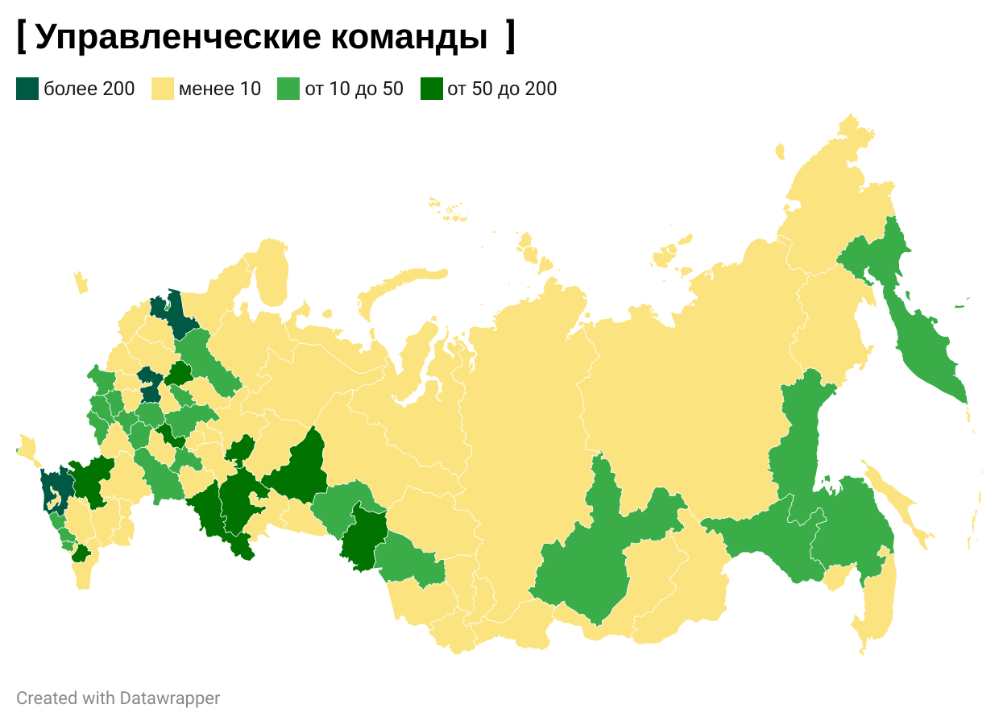 [ Управленческие команды ]
более 200 менее 10 от 10 до 50 от 50 до 200
Created with Datawrapper